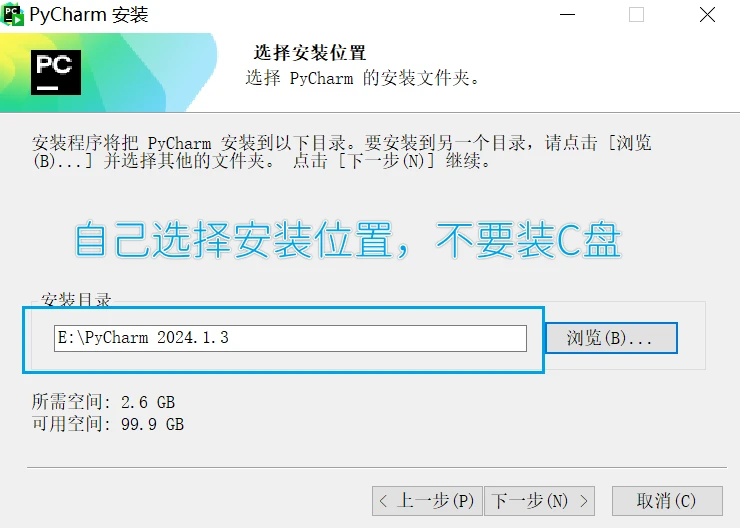 PyCharm 安装
PC
选择安装位置
选择 PyCharm 的安装文件夹。
安装程序将把 PyCharm 安装到以下目录。要安装到另一个目录，请点击 [浏览
(B)...] 并选择其他的文件夹。 点击 [下一步(N)] 继续。
自己选择安装位置，不要装C盘
安装目录
E:\PyCharm 2024.1.3
浏览(B)...
所需空间: 2.6 GB
可用空间: 99.9 GB
< 上一步(P)
下一步(N) >
取消(C)